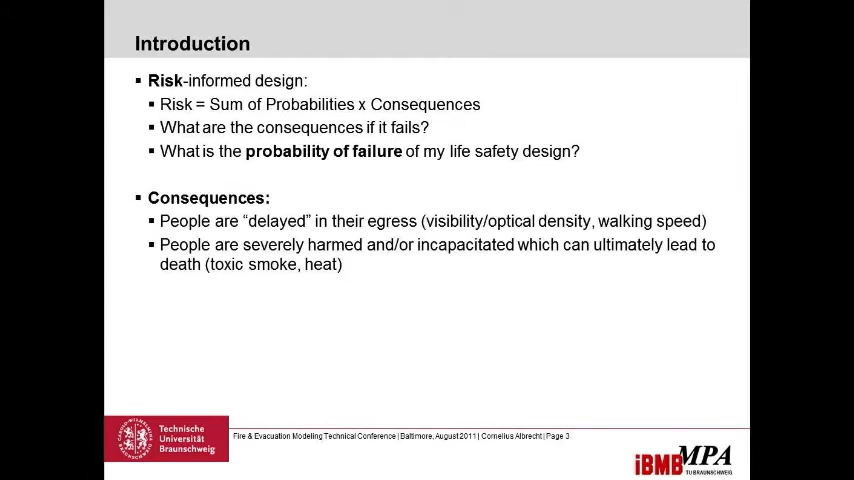 Introduction
▪ Risk-informed design:
▪ Risk = Sum of Probabilities x Consequences
▪ What are the consequences if it fails?
▪ What is the probability of failure of my life safety design?
▪ Consequences:
▪ People are “delayed” in their egress (visibility/optical density, walking speed)
▪ People are severely harmed and/or incapacitated which can ultimately lead to
death (toxic smoke, heat)
Technische
Universität
Braunschweig
Fire & Evacuation Modeling Technical Conference | Baltimore, August 2011 | Cornelius Albrecht | Page 3
iBMB MPA
TU BRAUNSCHWEIG